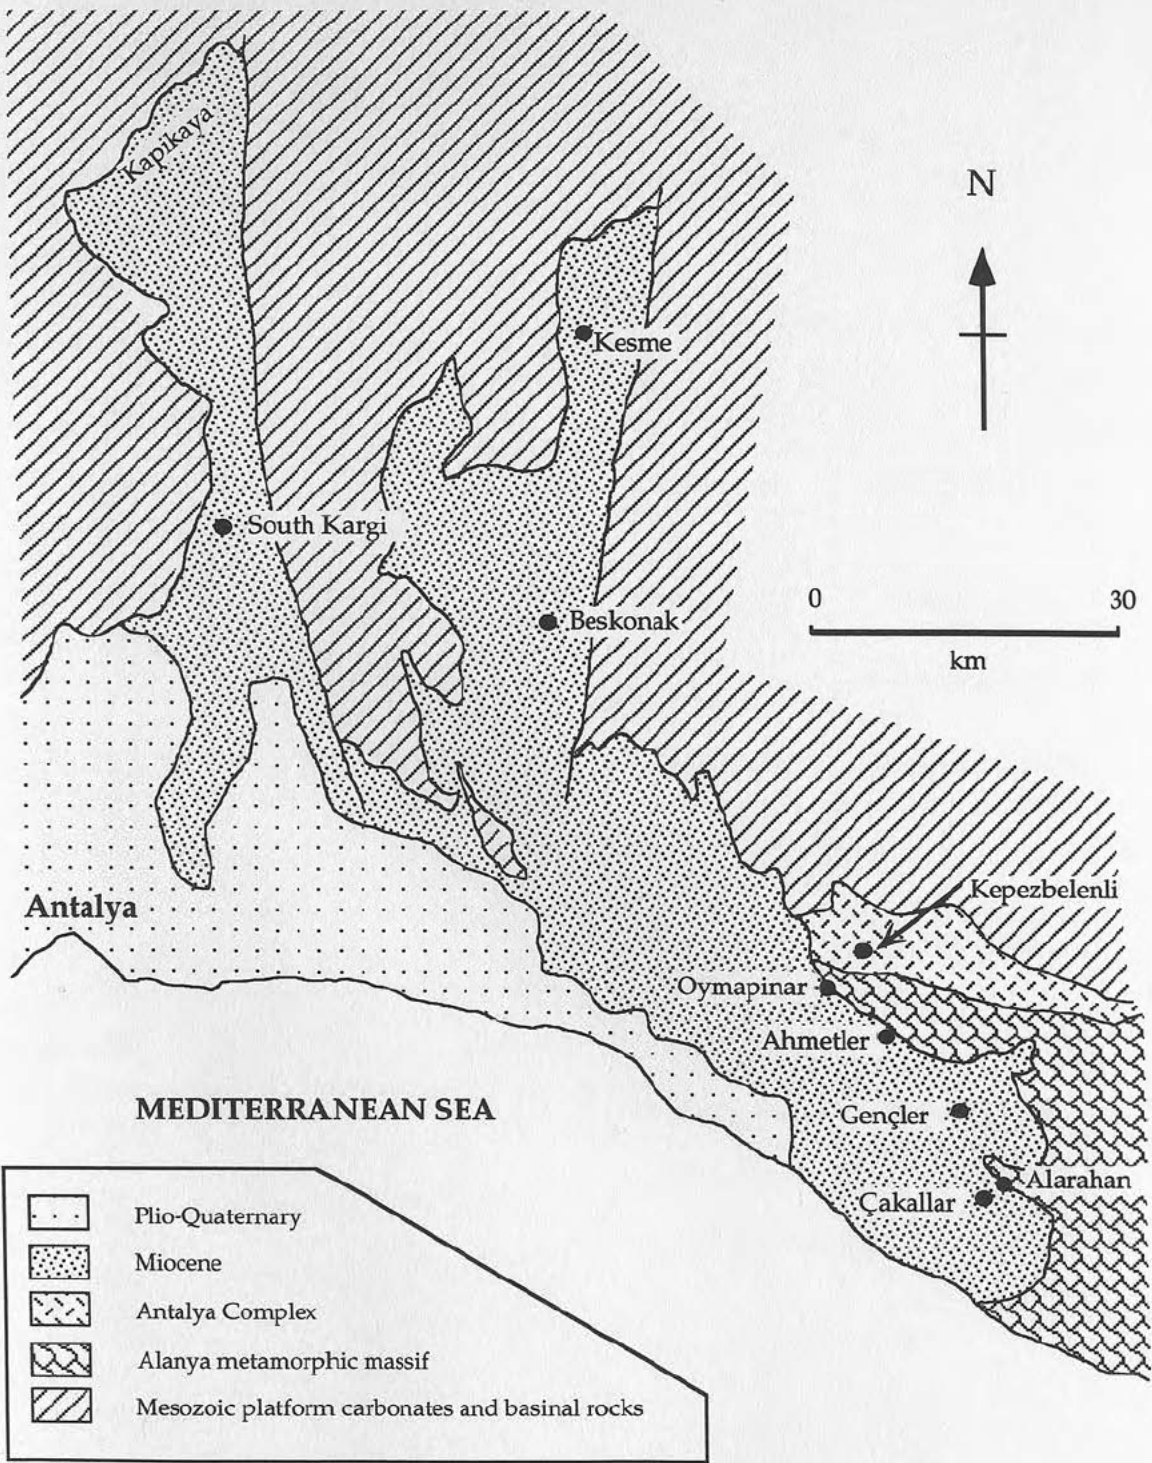 Kapikaya
N
Kesme
South Kargi
0 30
km
Beskonak
Kepezbelenli
Antalya
Oymapinar
Ahmetler
MEDITERRANEAN SEA
Gençler
Alarahan
Çakallar
Plio-Quaternary
Miocene
Antalya Complex
Alanya metamorphic massif
Mesozoic platform carbonates and basinal rocks